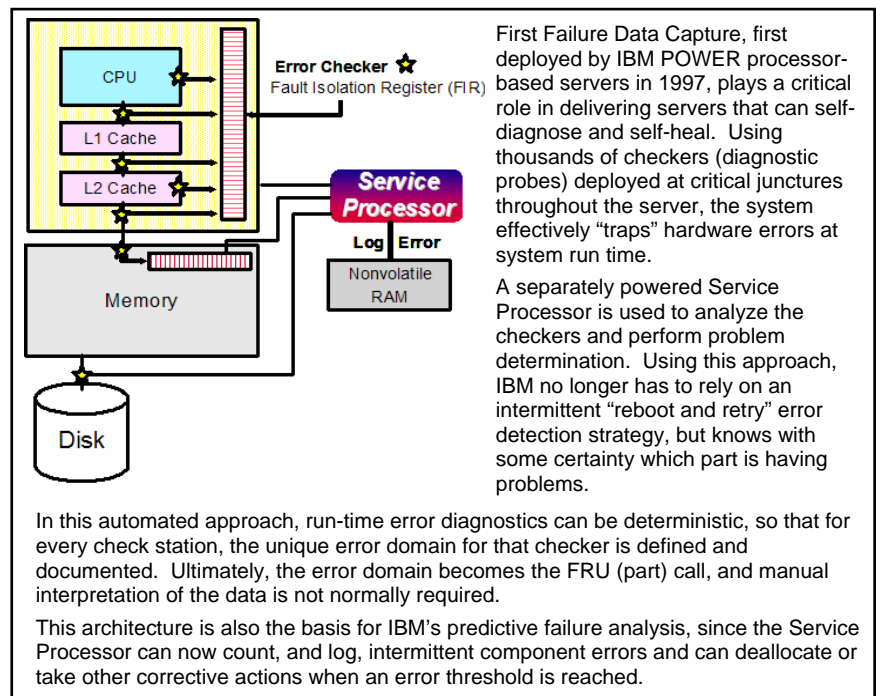 CPU
L1 Cache
L2 Cache
Error Checker
Fault Isolation Register (FIR)
Service
Processor
Log Error
Nonvolatile
RAM
Memory
Disk
First Failure Data Capture, first
deployed by IBM POWER processor-
based servers in 1997, plays a critical
role in delivering servers that can self-
diagnose and self-heal. Using
thousands of checkers (diagnostic
probes) deployed at critical junctures
throughout the server, the system
effectively “traps” hardware errors at
system run time.
A separately powered Service
Processor is used to analyze the
checkers and perform problem
determination. Using this approach,
IBM no longer has to rely on an
intermittent “reboot and retry” error
detection strategy, but knows with
some certainty which part is having
problems.
In this automated approach, run-time error diagnostics can be deterministic, so that for
every check station, the unique error domain for that checker is defined and
documented. Ultimately, the error domain becomes the FRU (part) call, and manual
interpretation of the data is not normally required.
This architecture is also the basis for IBM’s predictive failure analysis, since the Service
Processor can now count, and log, intermittent component errors and can deallocate or
take other corrective actions when an error threshold is reached.